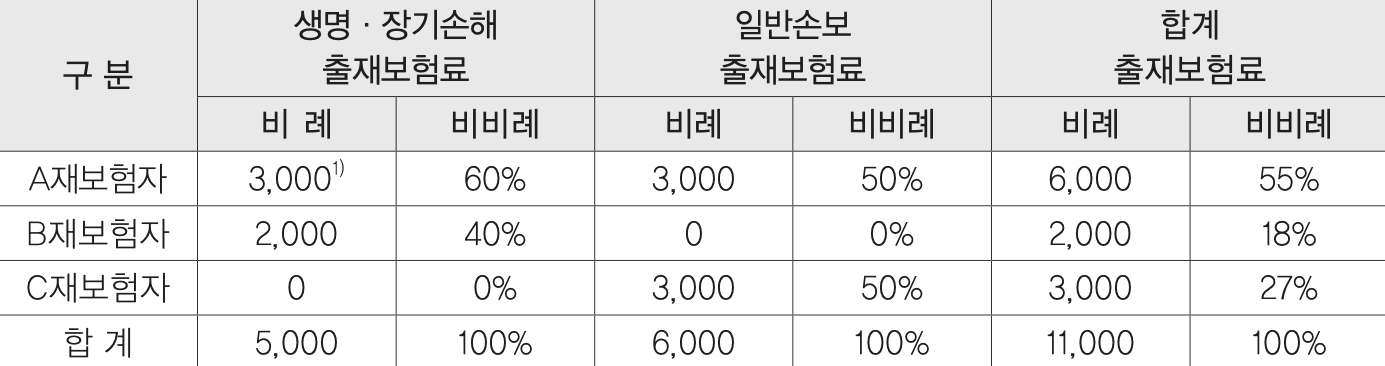 구 분 생명 · 장기손해 출재보험료 일반손보 출재보험료 합계 출재보험료
비 례 비비례 비례 비비례 비례 비비례
A재보험자 3,000¹⁾ 60% 3,000 50% 6,000 55%
B재보험자 2,000 40% 0 0% 2,000 18%
C재보험자 0 0% 3,000 50% 3,000 27%
합 계 5,000 100% 6,000 100% 11,000 100%